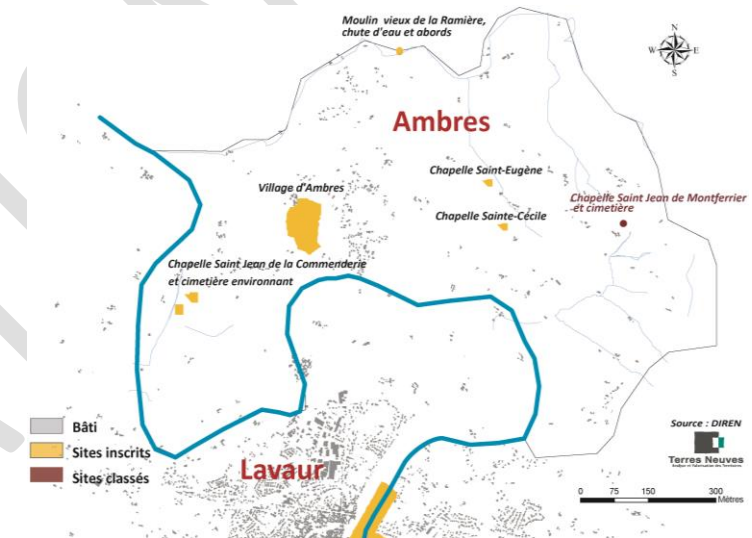 Moulin vieux de la Ramière,
chute d'eau et abords
N
W E
S
Ambres
Chapelle Saint-Eugène
Village d'Ambres
Chapelle Saint Jean de Montferrier
et cimetière
Chapelle Sainte-Cécile
Chapelle Saint Jean de la Commenderie
et cimetière environnant
Bâti
Sites inscrits
Sites classés
Lavaur
Source : DIREN
Terres Neuves
0 75 150 300
Mètres